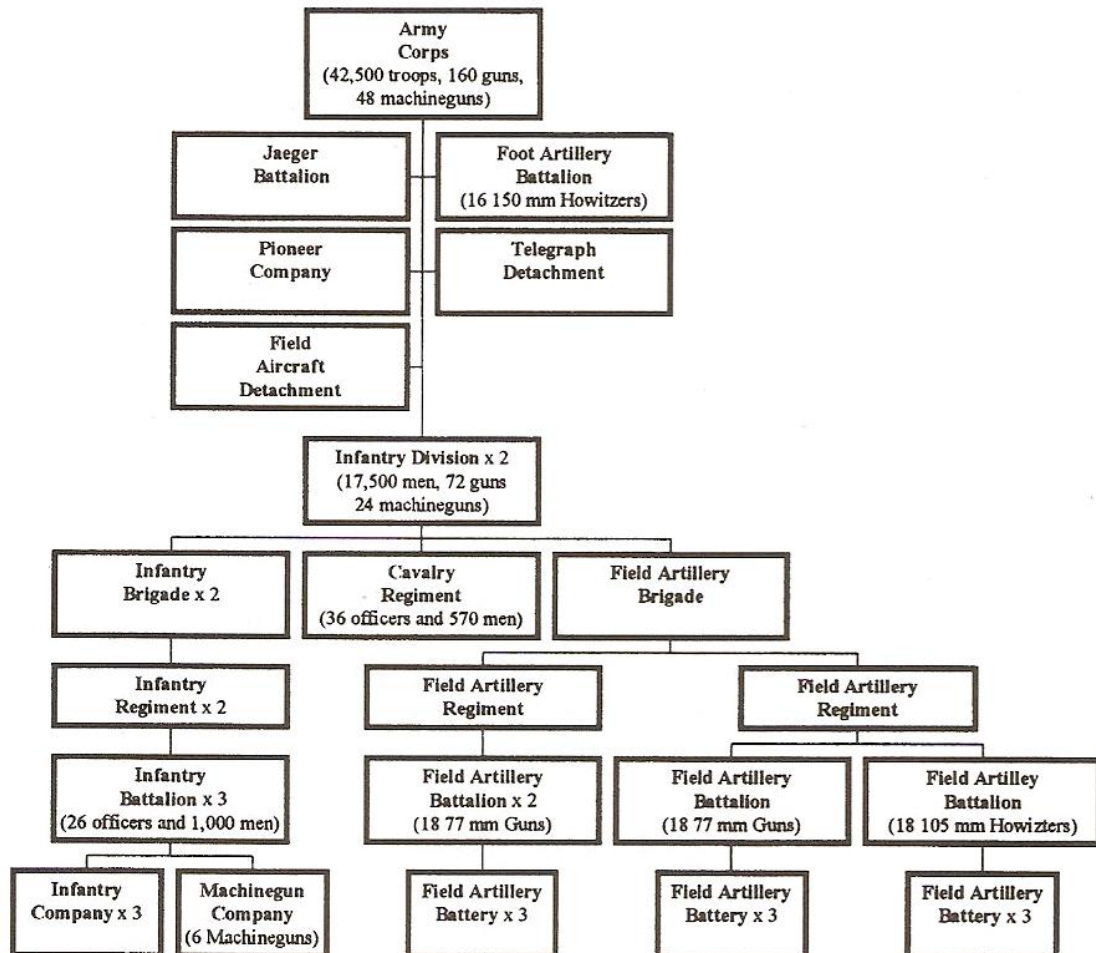 Army
Corps
(42,500 troops, 160 guns,
48 machineguns)
Jaeger
Battalion
Foot Artillery
Battalion
(16 150 mm Howitzers)
Pioneer
Company
Telegraph
Detachment
Field
Aircraft
Detachment
Infantry Division x 2
(17,500 men, 72 guns
24 machineguns)
Infantry
Brigade x 2
Cavalry
Regiment
(36 officers and 570 men)
Field Artillery
Brigade
Infantry
Regiment x 2
Field Artillery
Regiment
Field Artillery
Regiment
Infantry
Battalion x 3
(26 officers and 1,000 men)
Field Artillery
Battalion x 2
(18 77 mm Guns)
Field Artillery
Battalion
(18 77 mm Guns)
Field Artilley
Battalion
(18 105 mm Howizters)
Infantry
Company x 3
Machinegun
Company
(6 Machineguns)
Field Artillery
Battery x 3
Field Artillery
Battery x 3
Field Artillery
Battery x 3